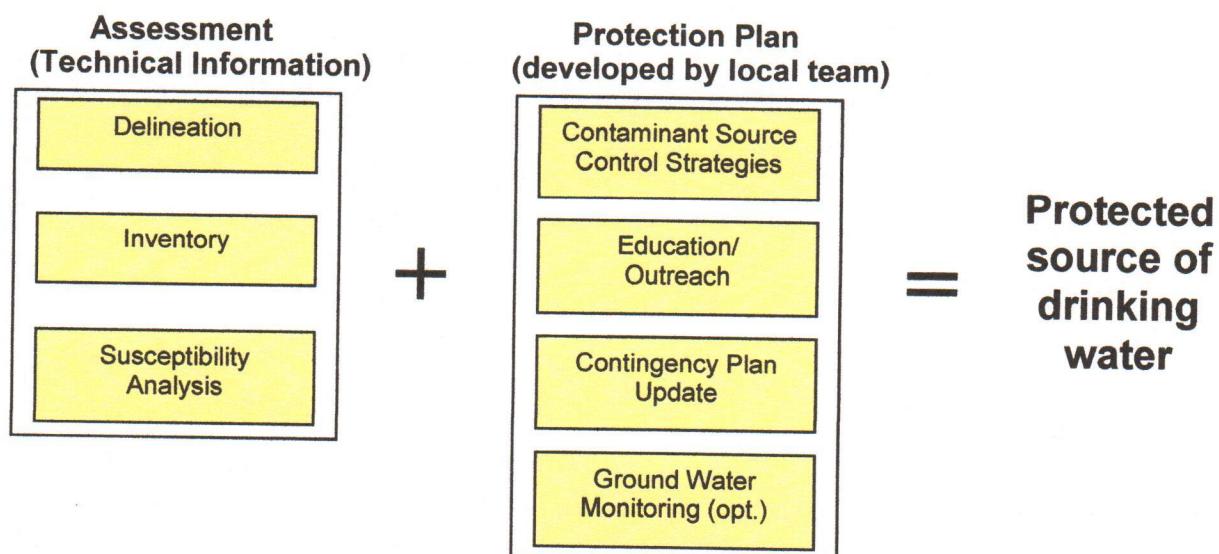 Assessment
(Technical Information)
Delineation
Inventory
Susceptibility
Analysis
+
Protection Plan
(developed by local team)
Contaminant Source
Control Strategies
Education/
Outreach
Contingency Plan
Update
Ground Water
Monitoring (opt.)
=
Protected
source of
drinking
water